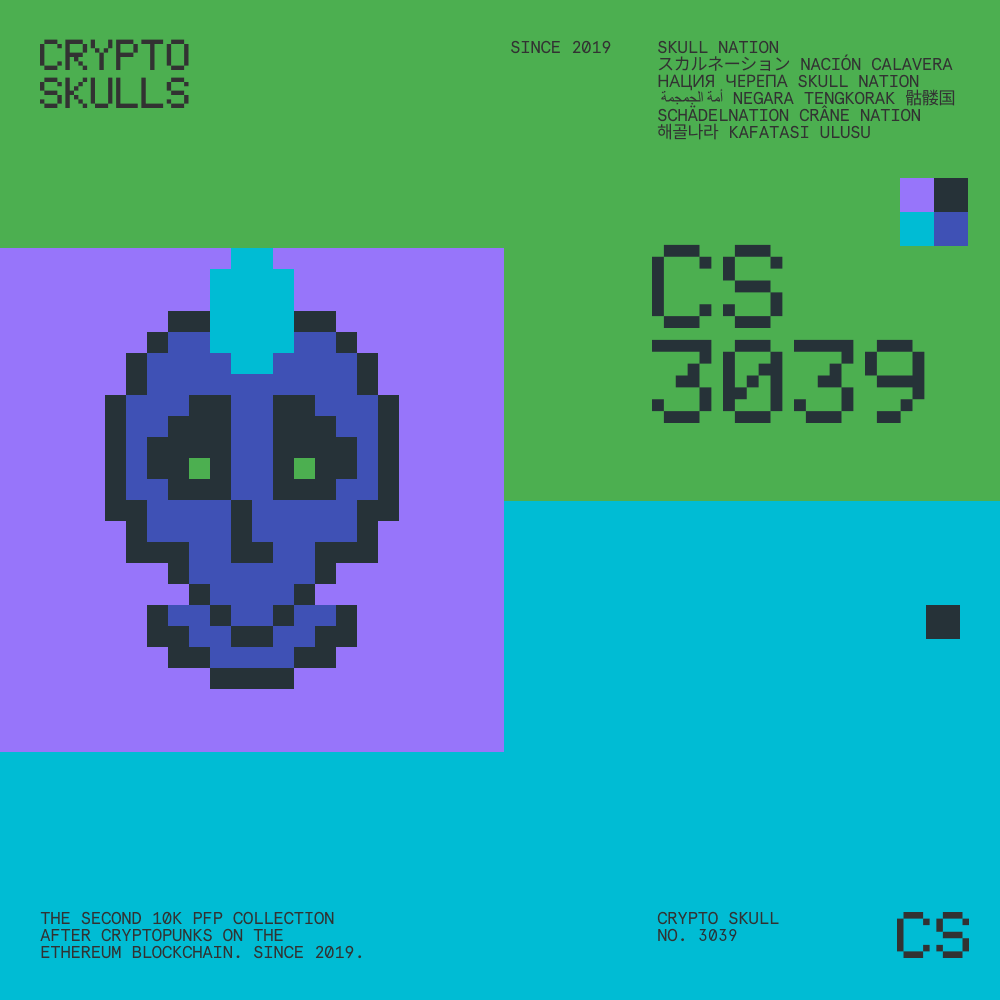 CRYPTO
SKULLS
SINCE 2019
SKULL NATION
スカルネーション NACIÓN CALAVERA
НАЦИЯ ЧЕРЕПА SKULL NATION
أمة الجمجمة NEGARA TENGKORAK 骷髅国
SCHÄDELNATION CRÂNE NATION
해골나라 KAFATASI ULUSU
CS
3039
THE SECOND 10K PFP COLLECTION
AFTER CRYPTOPUNKS ON THE
ETHEREUM BLOCKCHAIN. SINCE 2019.
CRYPTO SKULL
NO. 3039
CS